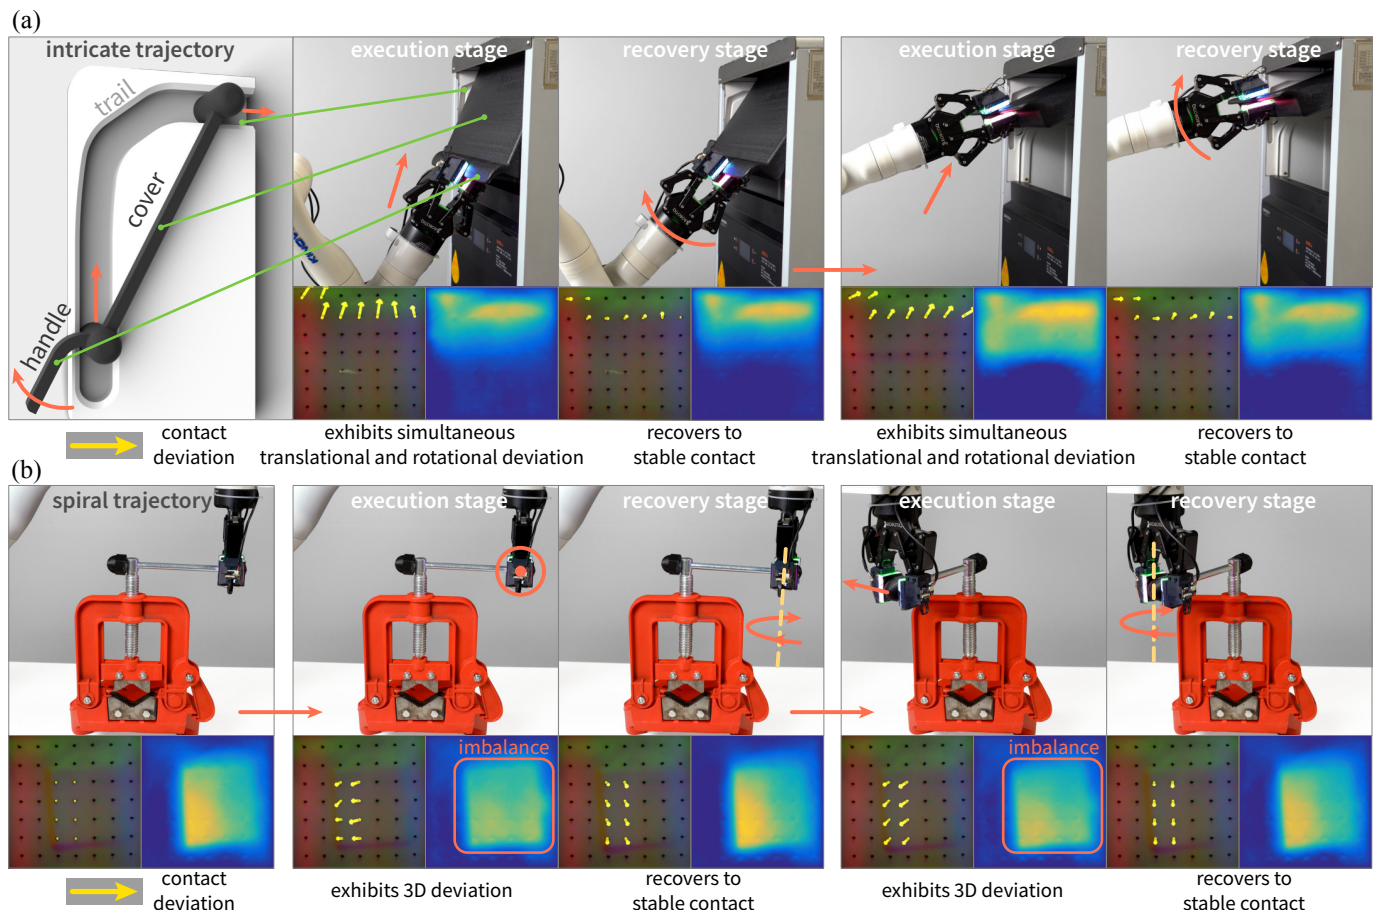 (a)
intricate trajectory
execution stage
recovery stage
execution stage
recovery stage
trail
cover
handle
contact
deviation
exhibits simultaneous
translational and rotational deviation
recovers to
stable contact
exhibits simultaneous
translational and rotational deviation
recovers to
stable contact
(b)
spiral trajectory
execution stage
recovery stage
execution stage
recovery stage
imbalance
imbalance
contact
deviation
exhibits 3D deviation
recovers to
stable contact
exhibits 3D deviation
recovers to
stable contact